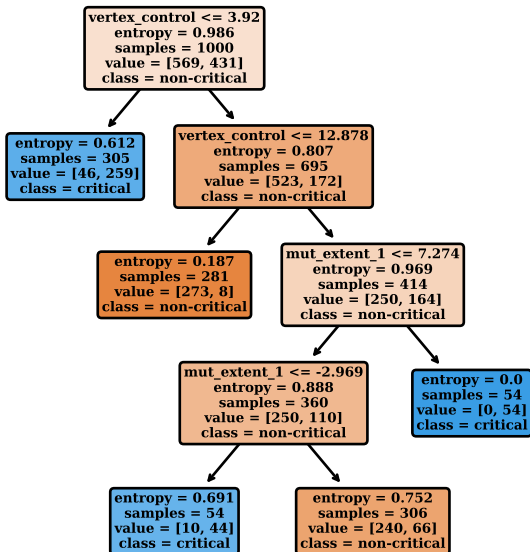 vertex_control <= 3.92
entropy = 0.986
samples = 1000
value = [569, 431]
class = non-critical
entropy = 0.612
samples = 305
value = [46, 259]
class = critical
vertex_control <= 12.878
entropy = 0.807
samples = 695
value = [523, 172]
class = non-critical
entropy = 0.187
samples = 281
value = [273, 8]
class = non-critical
mut_extent_1 <= 7.274
entropy = 0.969
samples = 414
value = [250, 164]
class = non-critical
mut_extent_1 <= -2.969
entropy = 0.888
samples = 360
value = [250, 110]
class = non-critical
entropy = 0.0
samples = 54
value = [0, 54]
class = critical
entropy = 0.691
samples = 54
value = [10, 44]
class = critical
entropy = 0.752
samples = 306
value = [240, 66]
class = non-critical